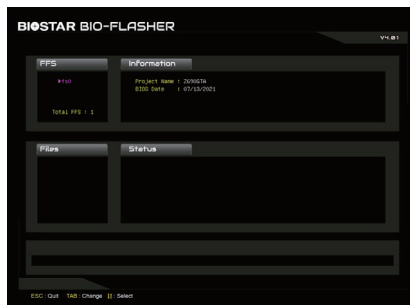 BIOSTAR BIO-FLASHER
V4.01
FFS
Information
▶fs0
Project Name : Z690GTA
BIOS Date : 07/13/2021
Total FFS : 1
Files
Status
ESC : Quit TAB : Change ][ : Select